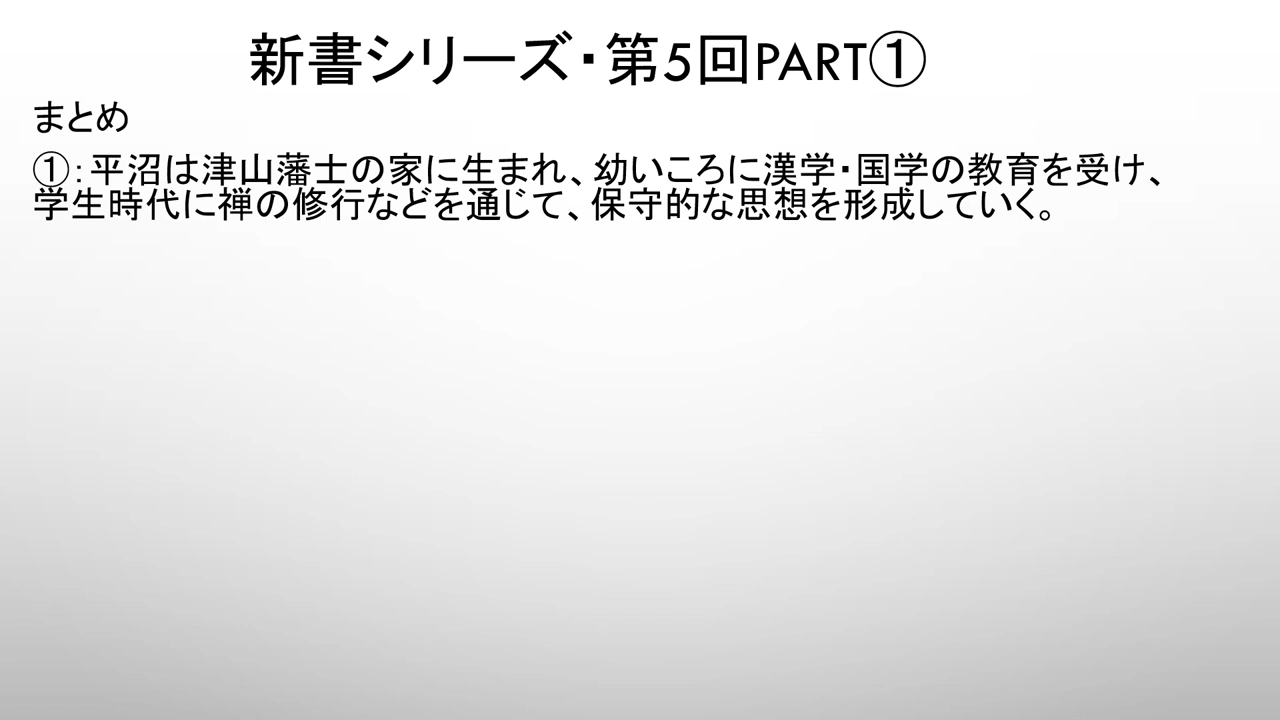 新書シリーズ・第5回PART①
まとめ
①：平沼は津山藩士の家に生まれ、幼いころに漢学・国学の教育を受け、
学生時代に禅の修行などを通じて、保守的な思想を形成していく。